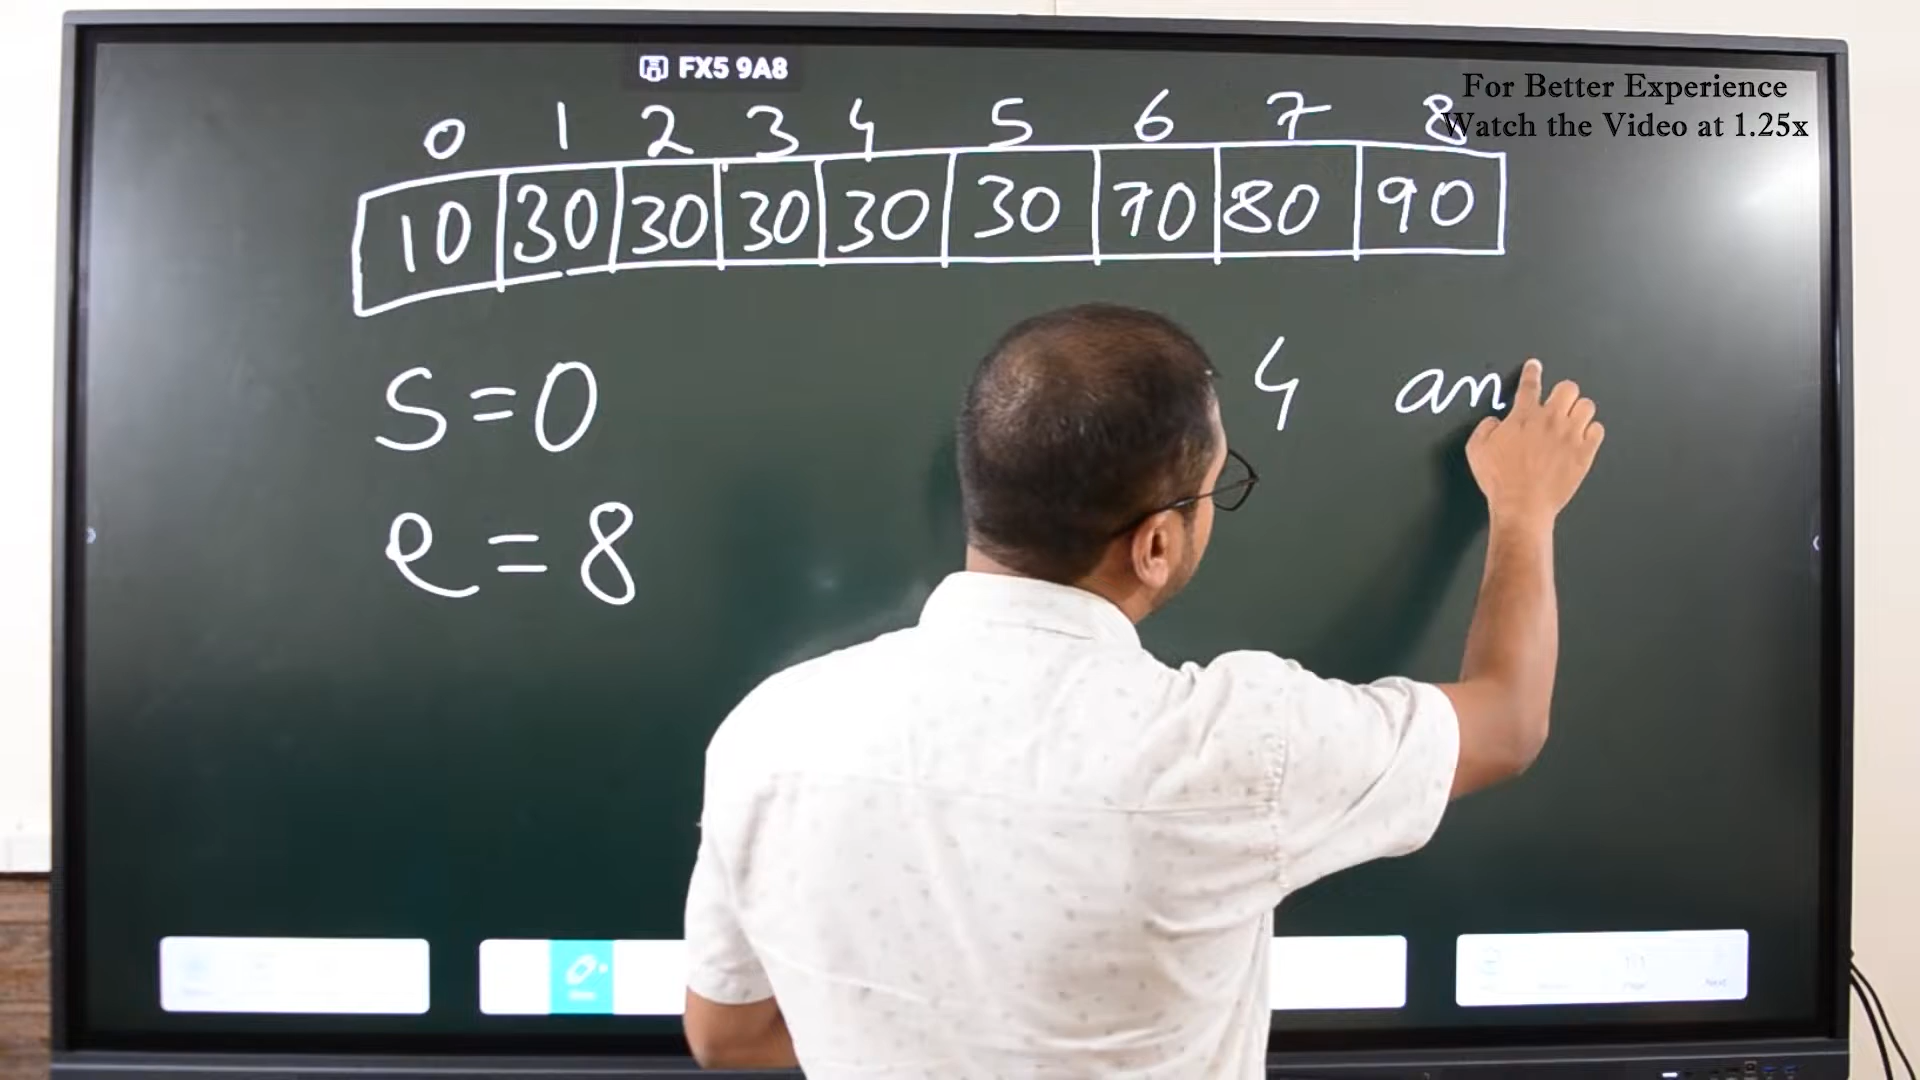 FX5 9A8
For Better Experience
Watch the Video at 1.25x
0 1 2 3 4 5 6 7 8
10 30 30 30 30 30 70 80 90
S=0 4 an
e=8
Next